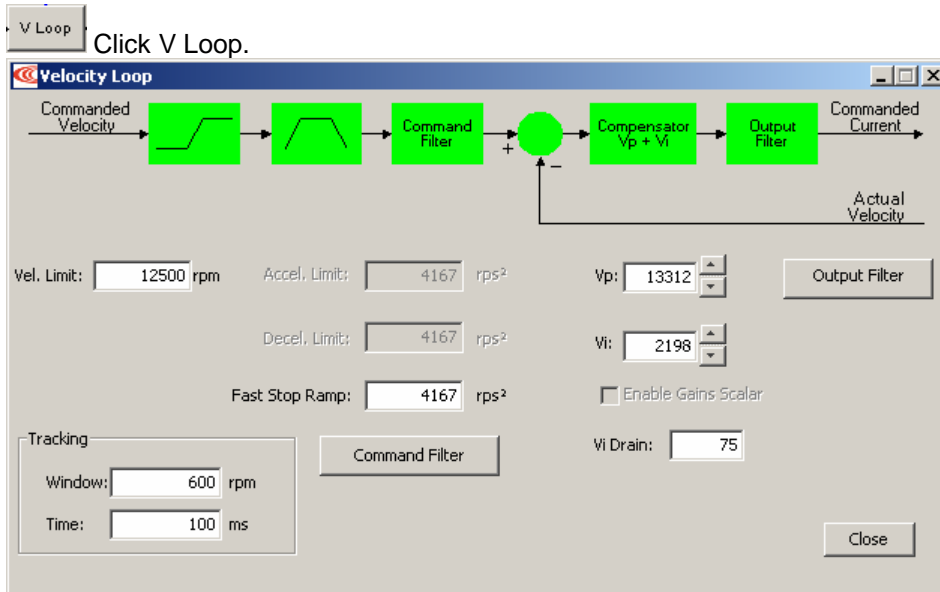 V Loop
Click V Loop.
Velocity Loop
Commanded
Velocity
Command
Filter
+
−
Compensator
Vp + Vi
Output
Filter
Commanded
Current
Actual
Velocity
Vel. Limit: 12500 rpm
Accel. Limit: 4167 rps²
Decel. Limit: 4167 rps²
Fast Stop Ramp: 4167 rps²
Vp: 13312
Output Filter
Vi: 2198
Enable Gains Scalar
Vi Drain: 75
Tracking
Window: 600 rpm
Time: 100 ms
Command Filter
Close